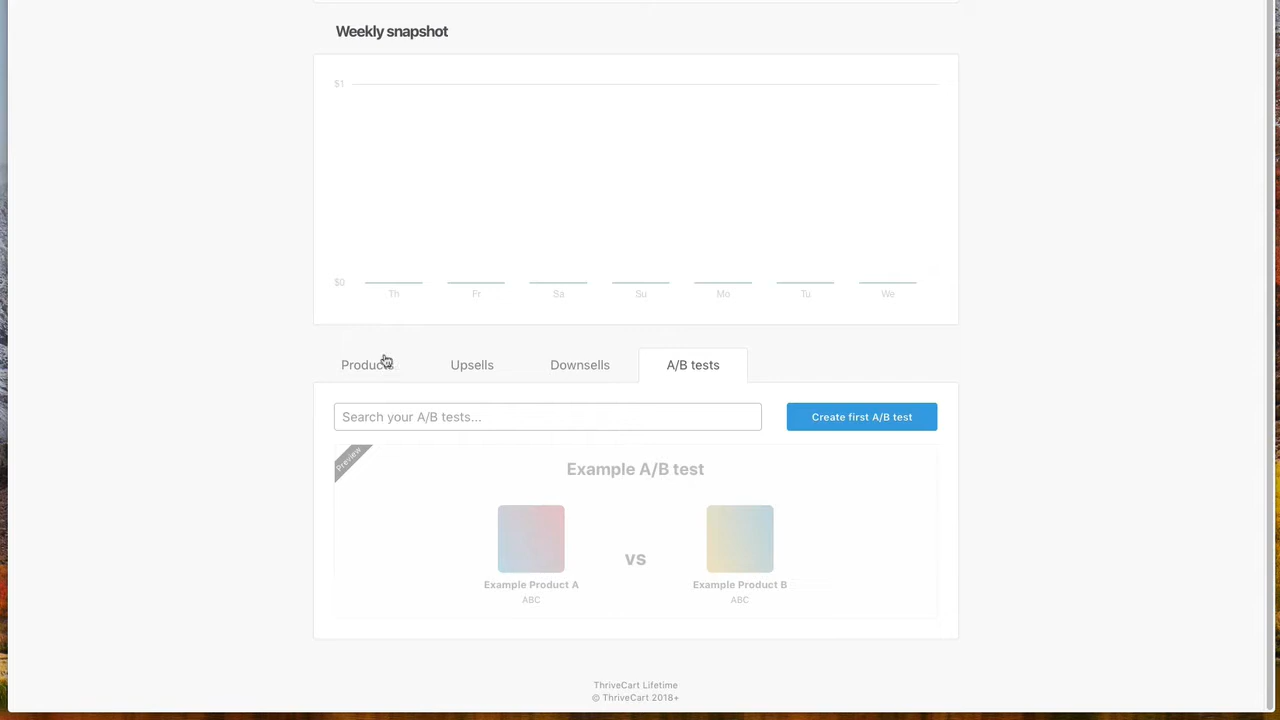 Weekly snapshot
$1
$0
Th Fr Sa Su Mo Tu We
Products Upsells Downsells A/B tests
Search your A/B tests... Create first A/B test
Preview
Example A/B test
vs
Example Product A Example Product B
ABC ABC
ThriveCart Lifetime
© ThriveCart 2018+